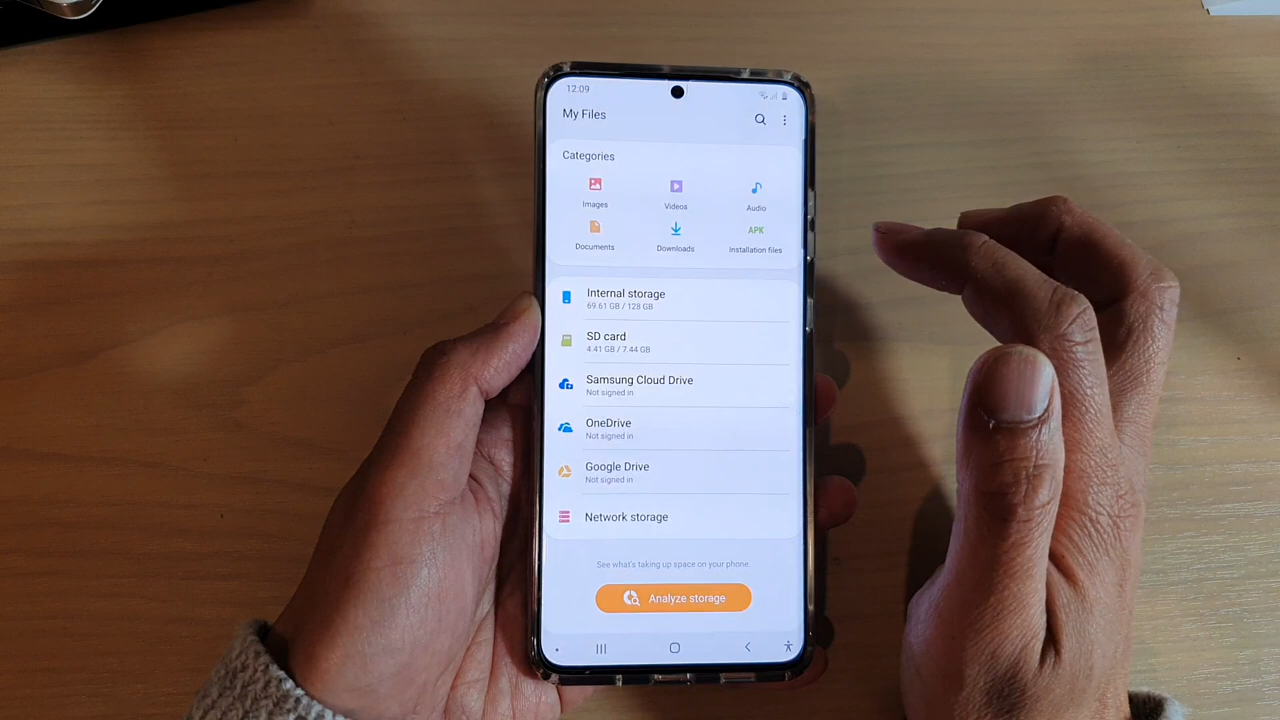 12.09
My Files
Categories
Images
Videos
Audio
Documents
Downloads
APK
Installation files
Internal storage
69.61 GB / 128 GB
SD card
4.41 GB / 7.44 GB
Samsung Cloud Drive
Not signed in
OneDrive
Not signed in
Google Drive
Not signed in
Network storage
See what's taking up space on your phone.
Analyze storage